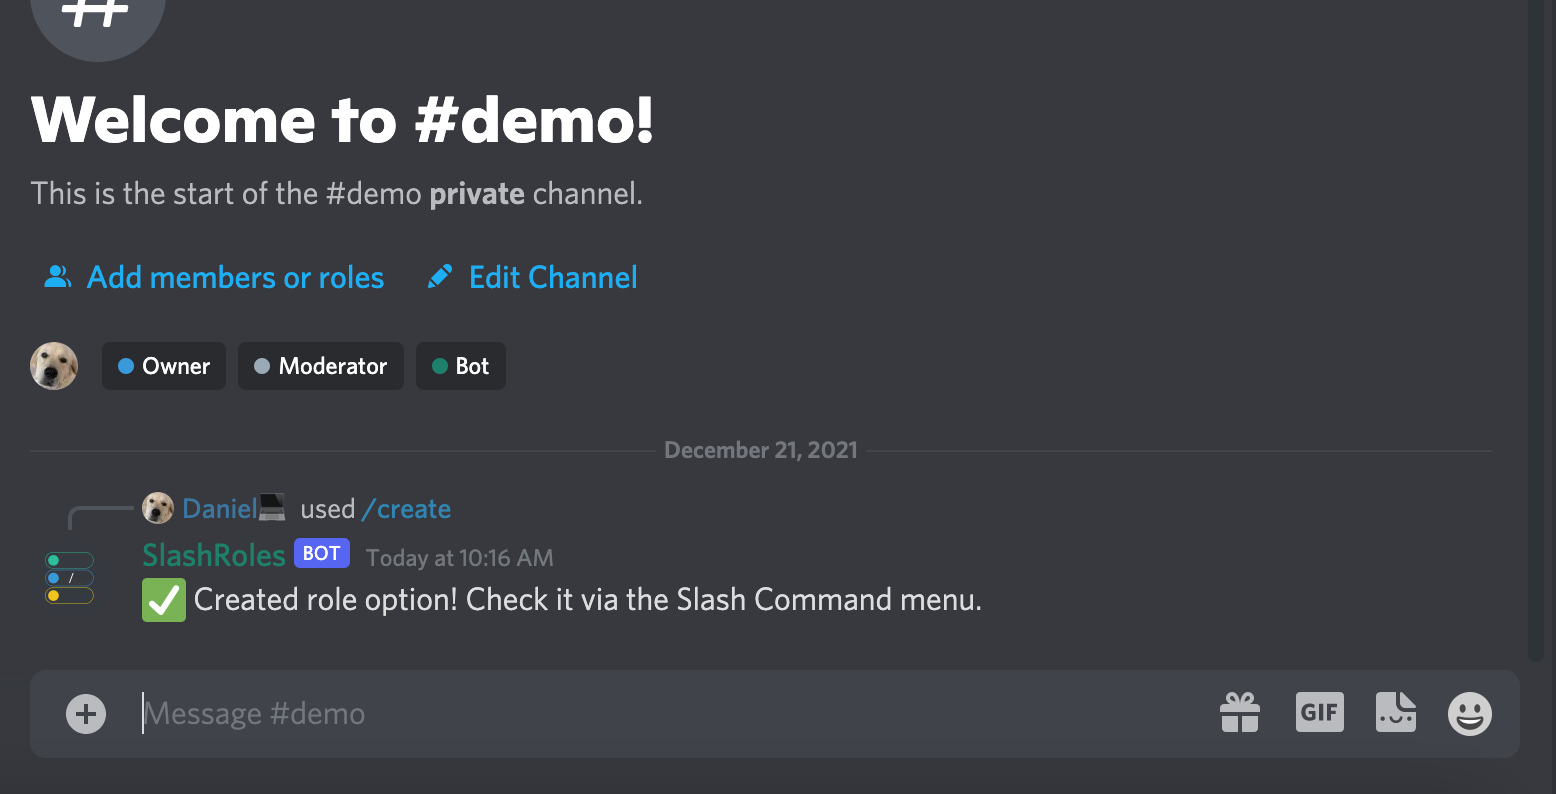 #
Welcome to #demo!
This is the start of the #demo private channel.
Add members or roles Edit Channel
Owner Moderator Bot
December 21, 2021
Daniel💻 used /create
/
SlashRoles BOT Today at 10:16 AM
✅ Created role option! Check it via the Slash Command menu.
Message #demo GIF